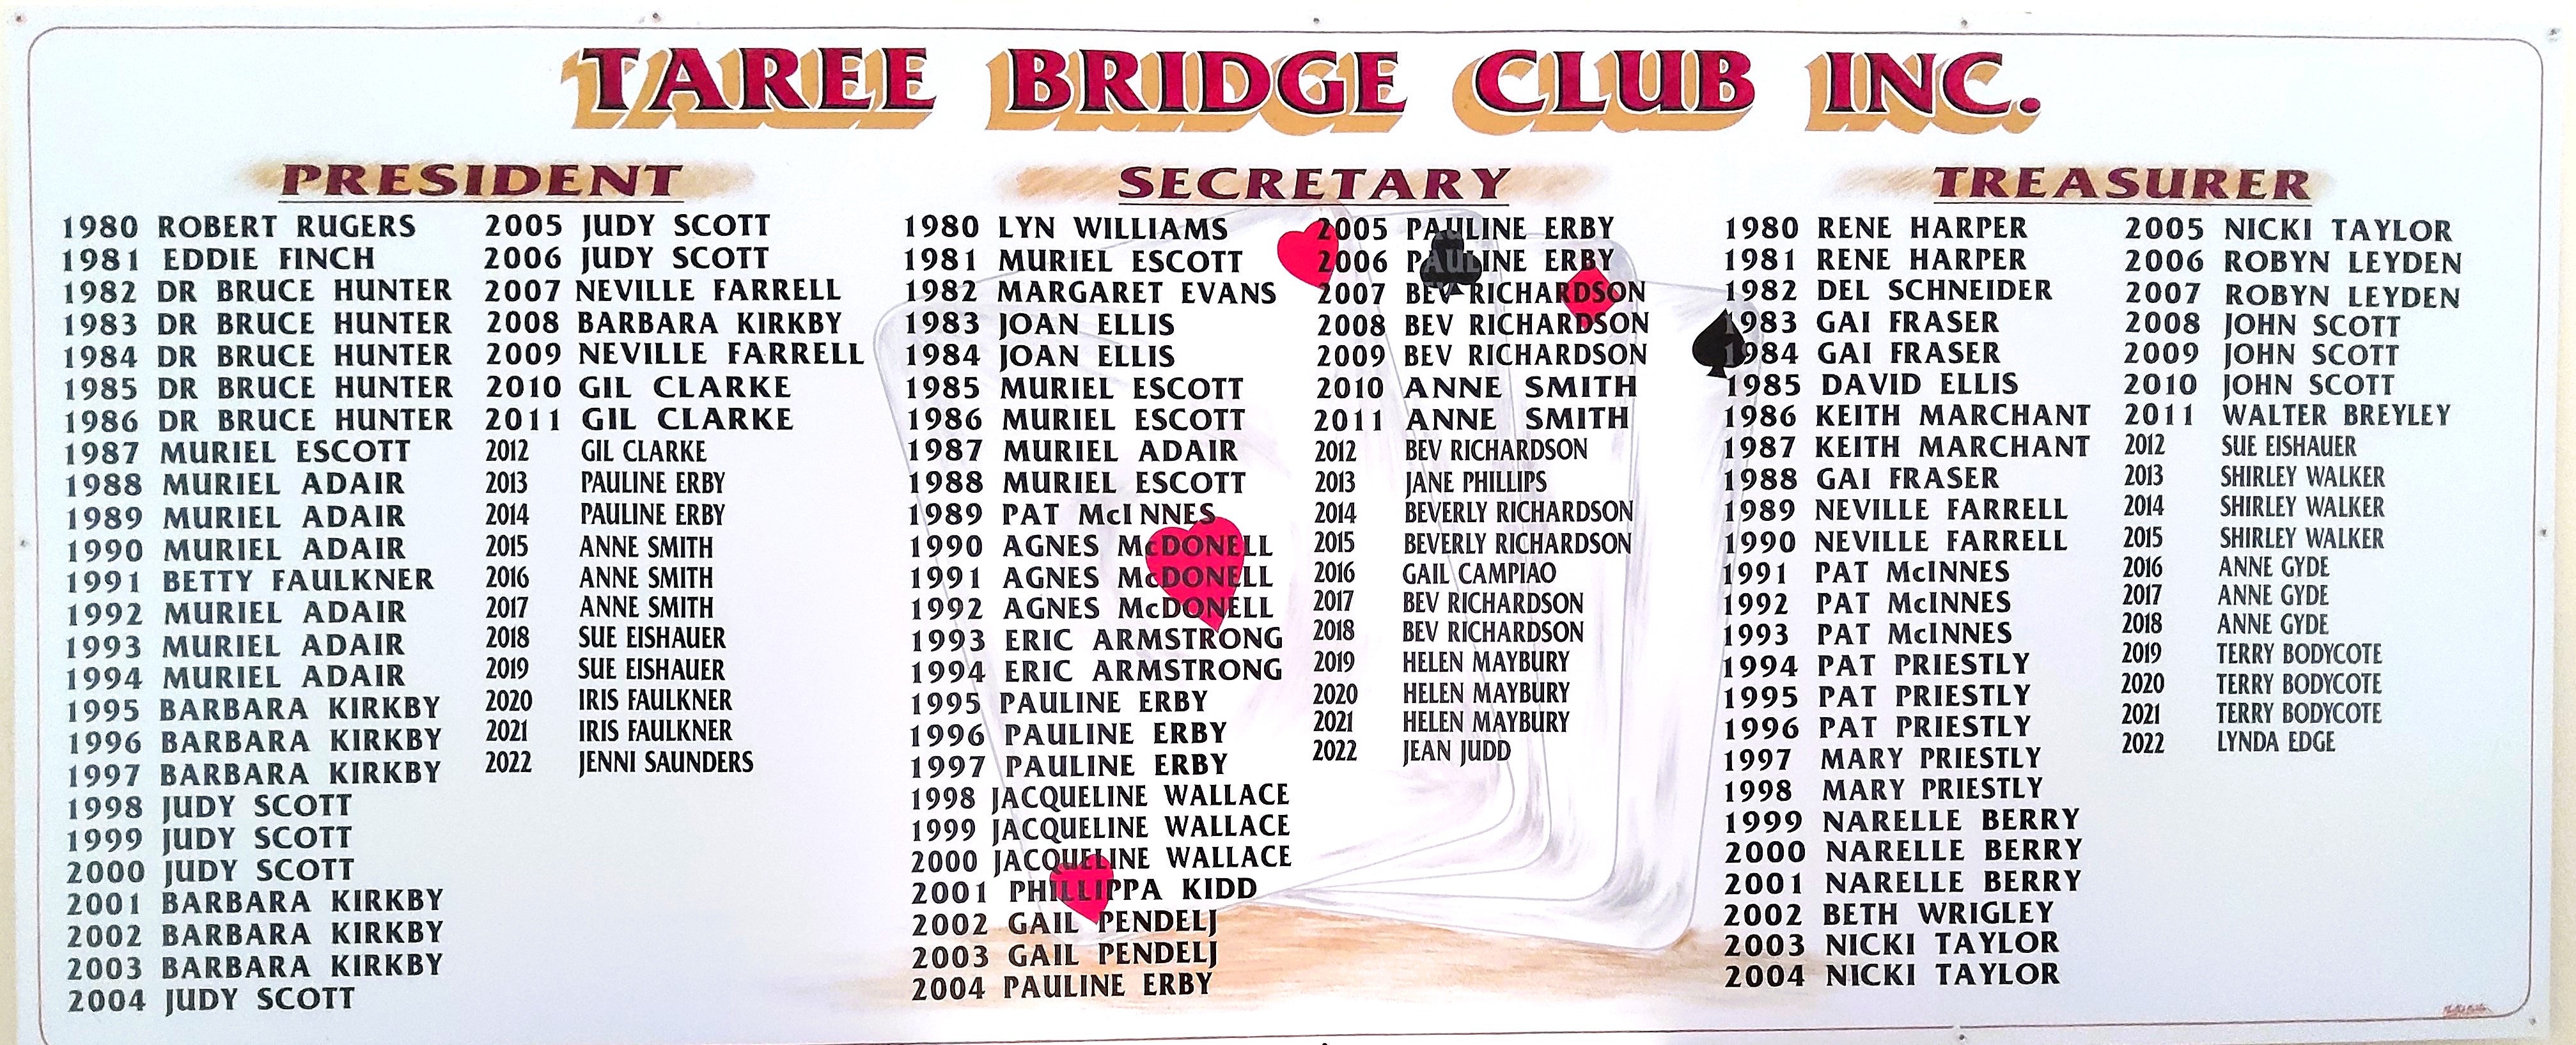 TAREE BRIDGE CLUB INC.
PRESIDENT
1980 ROBERT RUGERS
1981 EDDIE FINCH
1982 DR BRUCE HUNTER
1983 DR BRUCE HUNTER
1984 DR BRUCE HUNTER
1985 DR BRUCE HUNTER
1986 DR BRUCE HUNTER
1987 MURIEL ESCOTT
1988 MURIEL ADAIR
1989 MURIEL ADAIR
1990 MURIEL ADAIR
1991 BETTY FAULKNER
1992 MURIEL ADAIR
1993 MURIEL ADAIR
1994 MURIEL ADAIR
1995 BARBARA KIRKBY
1996 BARBARA KIRKBY
1997 BARBARA KIRKBY
1998 JUDY SCOTT
1999 JUDY SCOTT
2000 JUDY SCOTT
2001 BARBARA KIRKBY
2002 BARBARA KIRKBY
2003 BARBARA KIRKBY
2004 JUDY SCOTT
2005 JUDY SCOTT
2006 JUDY SCOTT
2007 NEVILLE FARRELL
2008 BARBARA KIRKBY
2009 NEVILLE FARRELL
2010 GIL CLARKE
2011 GIL CLARKE
2012 GIL CLARKE
2013 PAULINE ERBY
2014 PAULINE ERBY
2015 ANNE SMITH
2016 ANNE SMITH
2017 ANNE SMITH
2018 SUE EISHAUER
2019 SUE EISHAUER
2020 IRIS FAULKNER
2021 IRIS FAULKNER
2022 JENNI SAUNDERS
SECRETARY
1980 LYN WILLIAMS
1981 MURIEL ESCOTT
1982 MARGARET EVANS
1983 JOAN ELLIS
1984 JOAN ELLIS
1985 MURIEL ESCOTT
1986 MURIEL ESCOTT
1987 MURIEL ADAIR
1988 MURIEL ESCOTT
1989 PAT McINNES
1990 AGNES McDONELL
1991 AGNES McDONELL
1992 AGNES McDONELL
1993 ERIC ARMSTRONG
1994 ERIC ARMSTRONG
1995 PAULINE ERBY
1996 PAULINE ERBY
1997 PAULINE ERBY
1998 JACQUELINE WALLACE
1999 JACQUELINE WALLACE
2000 JACQUELINE WALLACE
2001 PHILLIPPA KIDD
2002 GAIL PENDELJ
2003 GAIL PENDELJ
2004 PAULINE ERBY
2005 PAULINE ERBY
2006 PAULINE ERBY
2007 BEV RICHARDSON
2008 BEV RICHARDSON
2009 BEV RICHARDSON
2010 ANNE SMITH
2011 ANNE SMITH
2012 BEV RICHARDSON
2013 JANE PHILLIPS
2014 BEVERLY RICHARDSON
2015 BEVERLY RICHARDSON
2016 GAIL CAMPIAO
2017 BEV RICHARDSON
2018 BEV RICHARDSON
2019 HELEN MAYBURY
2020 HELEN MAYBURY
2021 HELEN MAYBURY
2022 JEAN JUDD
TREASURER
1980 RENE HARPER
1981 RENE HARPER
1982 DEL SCHNEIDER
1983 GAI FRASER
1984 GAI FRASER
1985 DAVID ELLIS
1986 KEITH MARCHANT
1987 KEITH MARCHANT
1988 GAI FRASER
1989 NEVILLE FARRELL
1990 NEVILLE FARRELL
1991 PAT McINNES
1992 PAT McINNES
1993 PAT McINNES
1994 PAT PRIESTLY
1995 PAT PRIESTLY
1996 PAT PRIESTLY
1997 MARY PRIESTLY
1998 MARY PRIESTLY
1999 NARELLE BERRY
2000 NARELLE BERRY
2001 NARELLE BERRY
2002 BETH WRIGLEY
2003 NICKI TAYLOR
2004 NICKI TAYLOR
2005 NICKI TAYLOR
2006 ROBYN LEYDEN
2007 ROBYN LEYDEN
2008 JOHN SCOTT
2009 JOHN SCOTT
2010 JOHN SCOTT
2011 WALTER BREYLEY
2012 SUE EISHAUER
2013 SHIRLEY WALKER
2014 SHIRLEY WALKER
2015 SHIRLEY WALKER
2016 ANNE GYDE
2017 ANNE GYDE
2018 ANNE GYDE
2019 TERRY BODYCOTE
2020 TERRY BODYCOTE
2021 TERRY BODYCOTE
2022 LYNDA EDGE